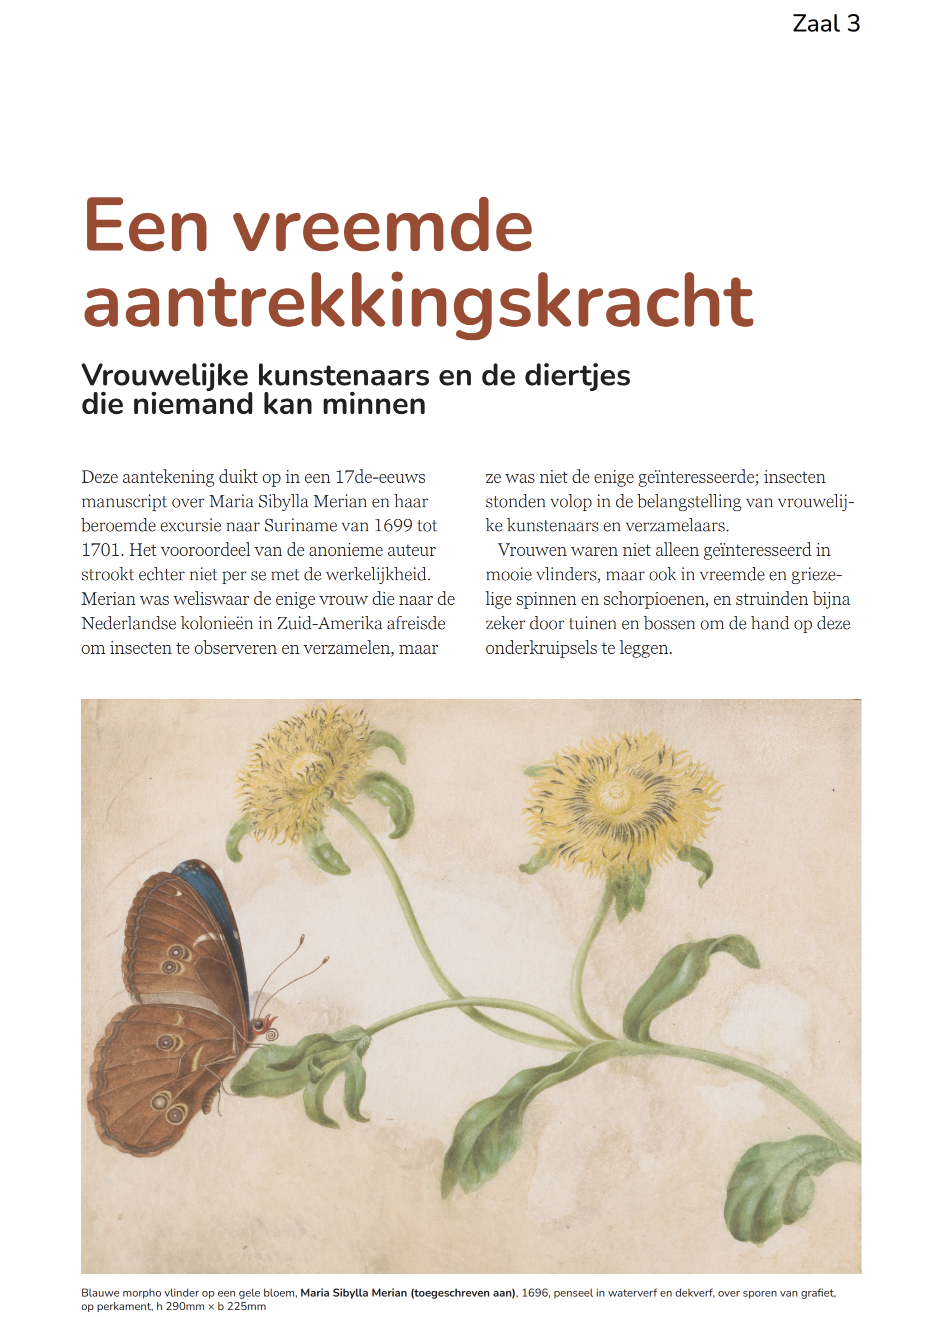 Zaal 3
Een vreemde
aantrekkingskracht
Vrouwelijke kunstenaars en de diertjes
die niemand kan minnen
Deze aantekening duikt op in een 17de-eeuws
manuscript over Maria Sibylla Merian en haar
beroemde excursie naar Suriname van 1699 tot
1701. Het vooroordeel van de anonieme auteur
strookt echter niet per se met de werkelijkheid.
Merian was weliswaar de enige vrouw die naar de
Nederlandse kolonieën in Zuid-Amerika afreisde
om insecten te observeren en verzamelen, maar
ze was niet de enige geïnteresseerde; insecten
stonden volop in de belangstelling van vrouwelij-
ke kunstenaars en verzamelaars.
Vrouwen waren niet alleen geïnteresseerd in
mooie vlinders, maar ook in vreemde en grieze-
lige spinnen en schorpioenen, en struinden bijna
zeker door tuinen en bossen om de hand op deze
onderkruipsels te leggen.
Blauwe morpho vlinder op een gele bloem, Maria Sibylla Merian (toegeschreven aan), 1696, penseel in waterverf en dekverf, over sporen van grafiet,
op perkament, h 290mm × b 225mm